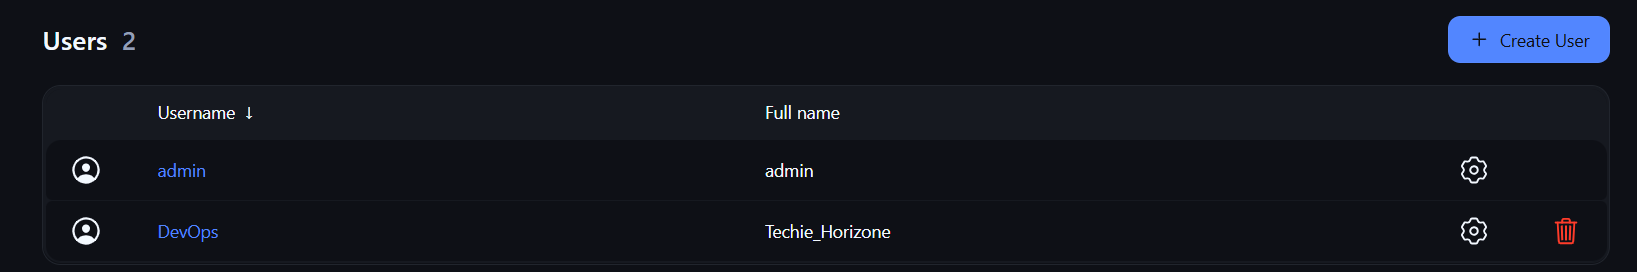 Users 2
+ Create User
Username ↓ Full name
admin admin
DevOps Techie_Horizone